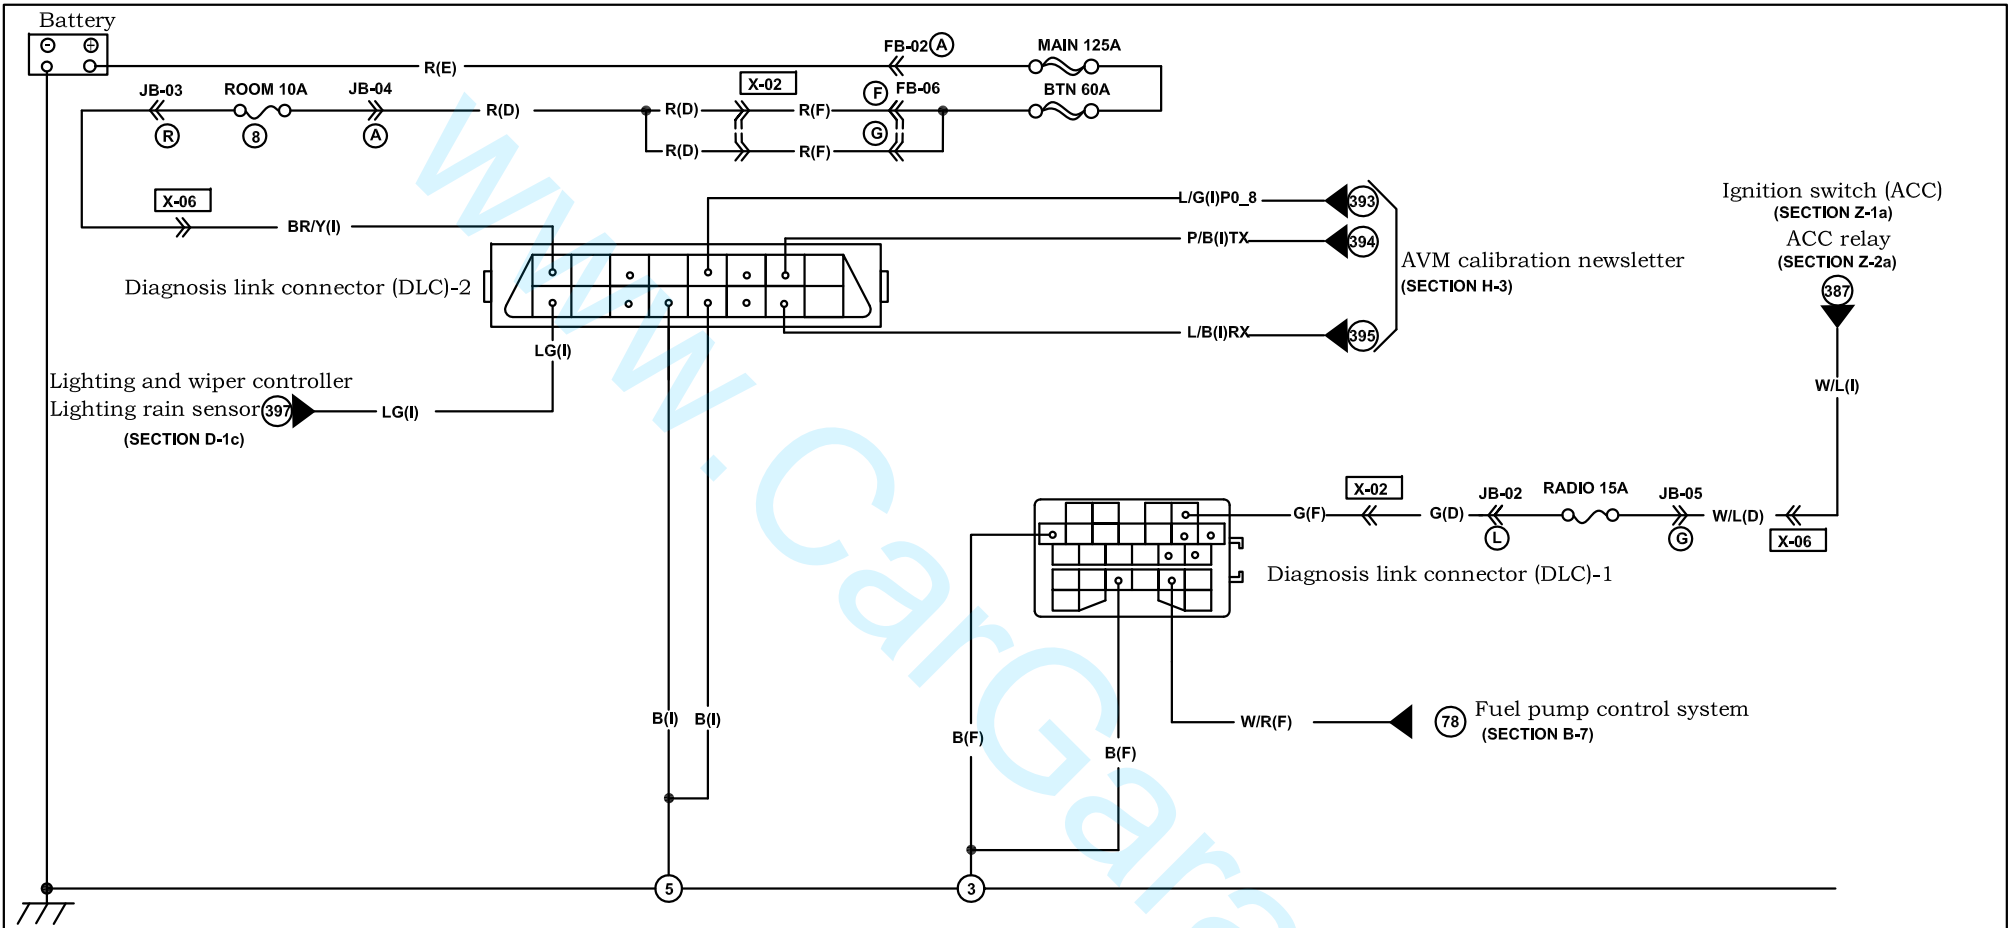 Battery
R(E)
FB-02 A
MAIN 125A
JB-03
ROOM 10A
JB-04
R(D)
R(D)
X-02
R(F)
F FB-06
BTN 60A
R
8
A
R(D)
R(F)
G
X-06
BR/Y(I)
L/G(I)P0_8
393
P/B(I)TX
394
L/B(I)RX
395
AVM calibration newsletter
(SECTION H-3)
Ignition switch (ACC)
(SECTION Z-1a)
ACC relay
(SECTION Z-2a)
387
W/L(I)
Diagnosis link connector (DLC)-2
LG(I)
Lighting and wiper controller
Lighting rain sensor 397
LG(I)
(SECTION D-1c)
G(F)
X-02
G(D)
JB-02
L
RADIO 15A
JB-05
G
W/L(D)
X-06
Diagnosis link connector (DLC)-1
B(I)
B(I)
B(F)
B(F)
W/R(F)
78
Fuel pump control system
(SECTION B-7)
5
3
www.CarGara